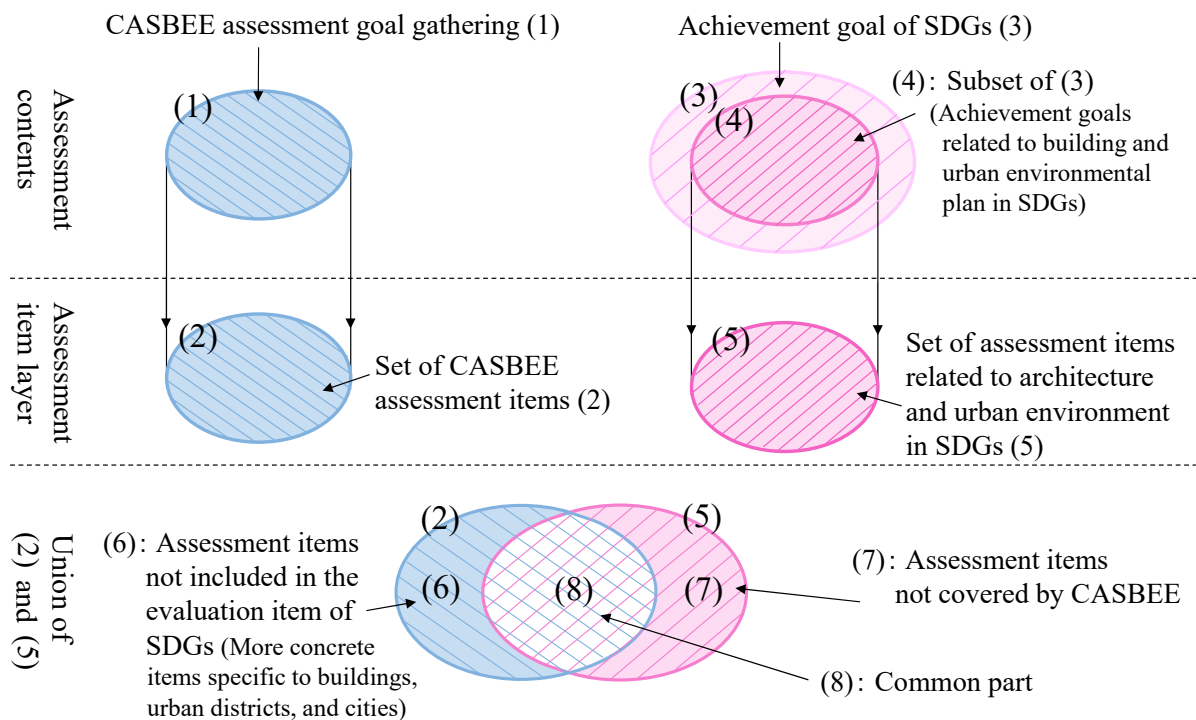 CASBEE assessment goal gathering (1)
Achievement goal of SDGs (3)
Assessment
contents
(1)
(3)
(4)
(4): Subset of (3)
(Achievement goals
related to building and
urban environmental
plan in SDGs)
Assessment
item layer
(2)
Set of CASBEE
assessment items (2)
(5)
Set of assessment items
related to architecture
and urban environment
in SDGs (5)
Union of
(2) and (5)
(6): Assessment items
not included in the
evaluation item of
SDGs (More concrete
items specific to buildings,
urban districts, and cities)
(2)
(5)
(6)
(8)
(7)
(7): Assessment items
not covered by CASBEE
(8): Common part